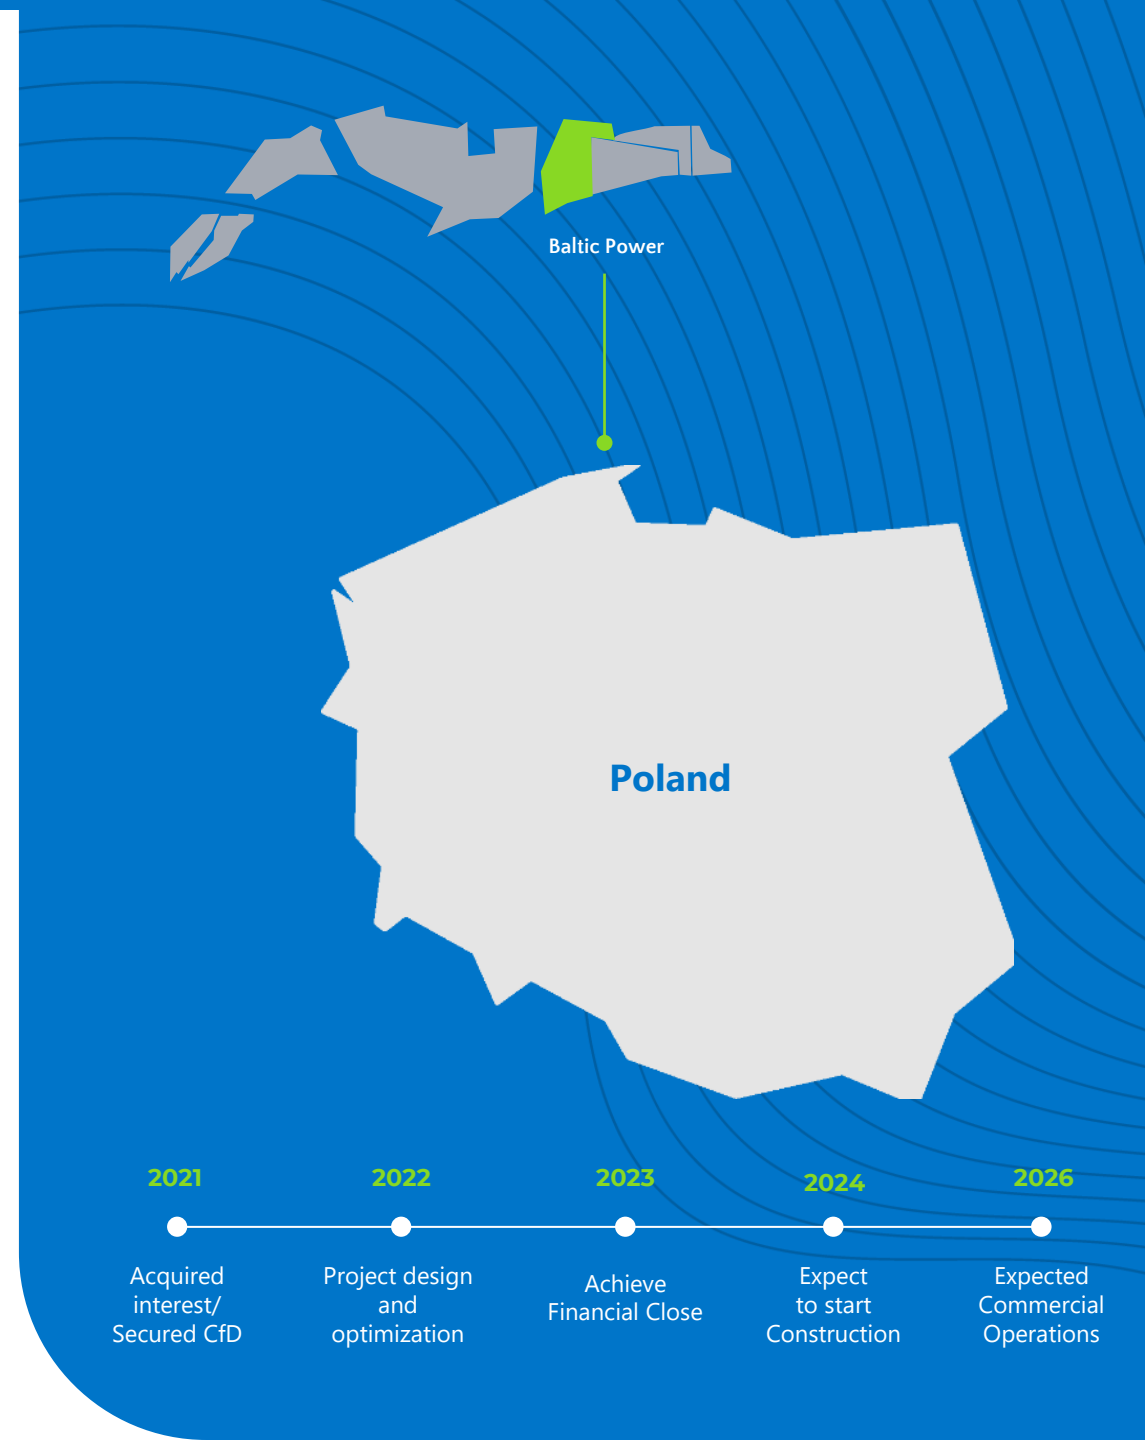 Baltic Power
Poland
2021
Acquired
interest/
Secured CfD
2022
Project design
and
optimization
2023
Achieve
Financial Close
2024
Expect
to start
Construction
2026
Expected
Commercial
Operations